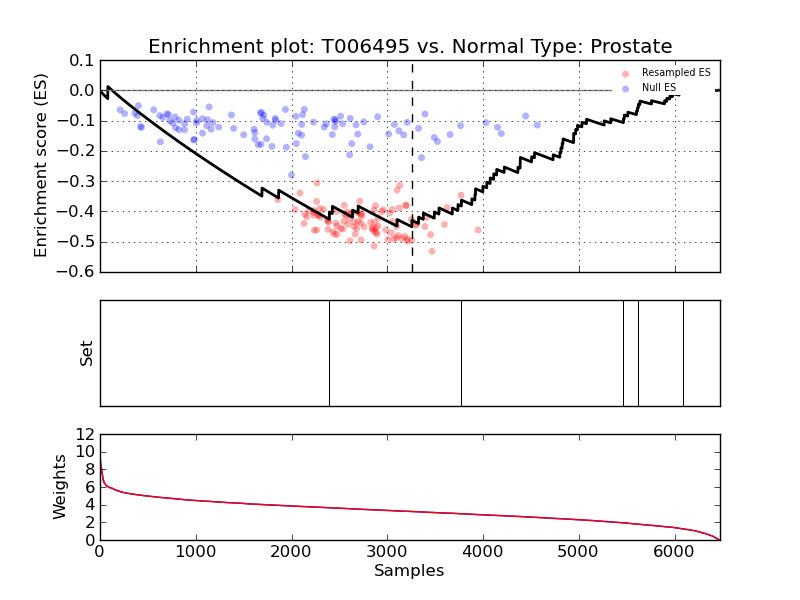 Enrichment plot: T006495 vs. Normal Type: Prostate
Enrichment score (ES)
0.1
0.0
−0.1
−0.2
−0.3
−0.4
−0.5
−0.6
Resampled ES
Null ES
Set
Weights
12
10
8
6
4
2
0
0 1000 2000 3000 4000 5000 6000
Samples